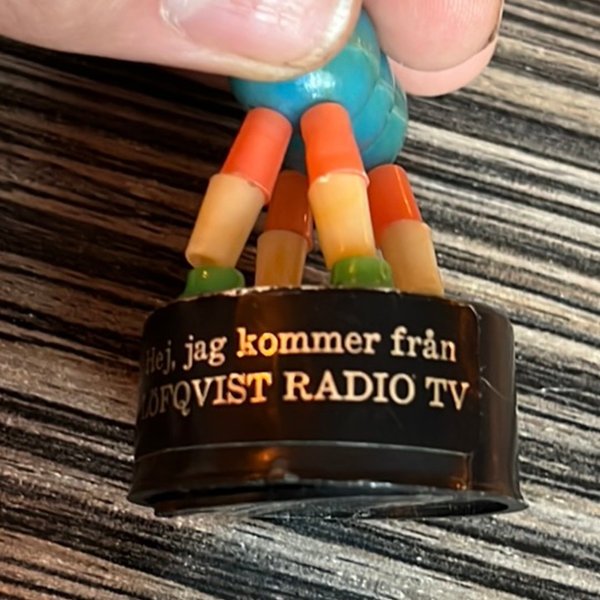 Hej, jag kommer från
LÖFQVIST RADIO TV